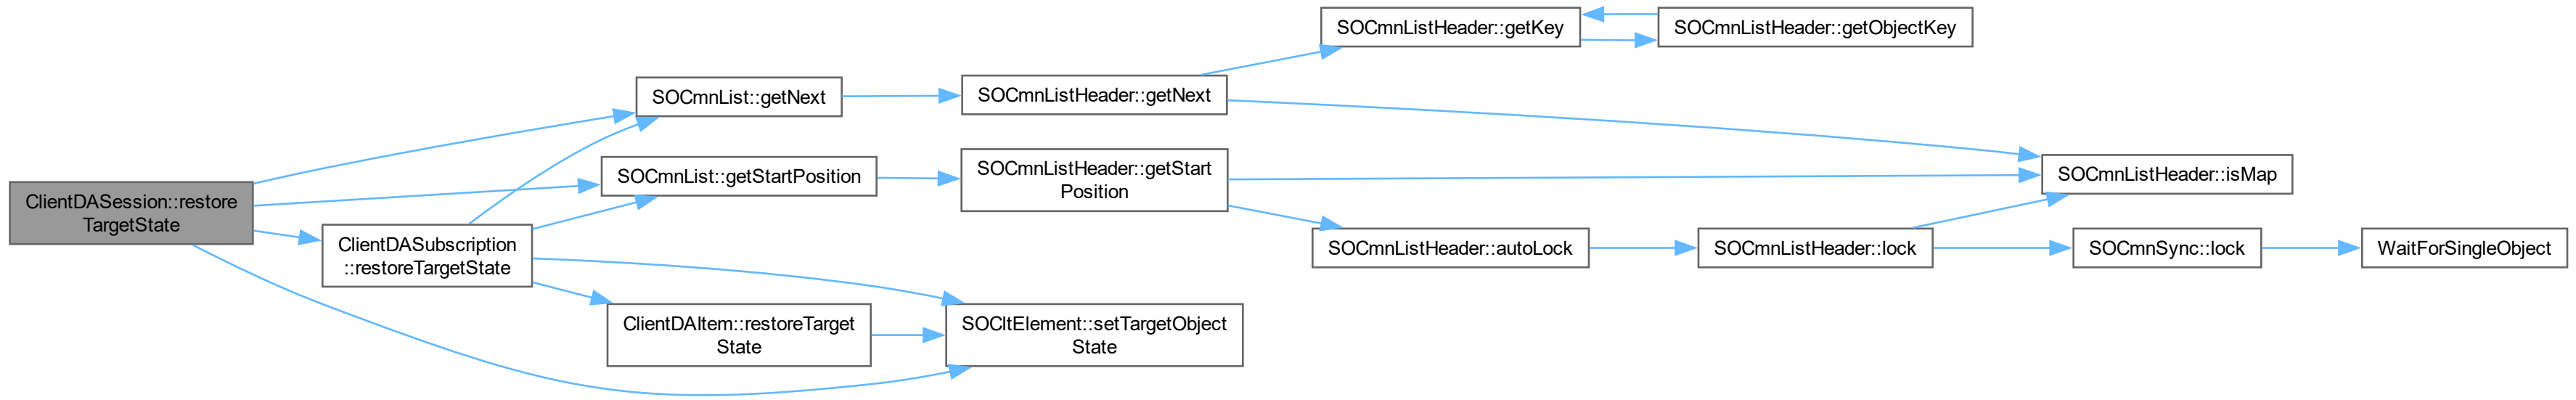 ClientDASession::restore
TargetState
SOCmnList::getNext
SOCmnList::getStartPosition
ClientDASubscription
::restoreTargetState
ClientDAItem::restoreTarget
State
SOCmnListHeader::getNext
SOCmnListHeader::getStart
Position
SOCltElement::setTargetObject
State
SOCmnListHeader::getKey
SOCmnListHeader::getObjectKey
SOCmnListHeader::autoLock
SOCmnListHeader::lock
SOCmnListHeader::isMap
SOCmnSync::lock
WaitForSingleObject